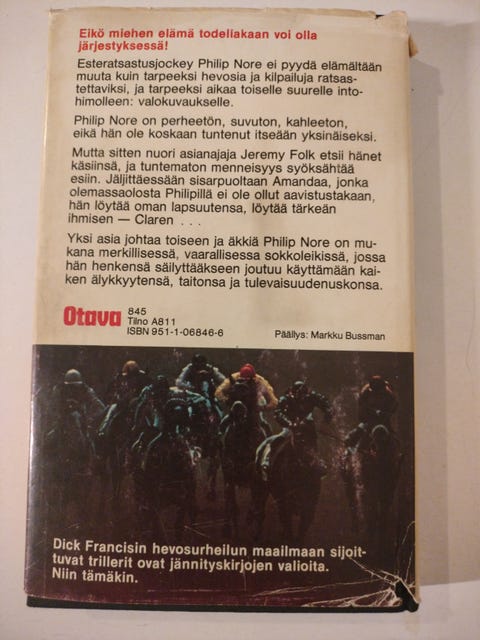 Eikö miehen elämä todeliakaan voi olla
järjestyksessä!
Esteratsastusjockey Philip Nore ei pyydä elämältään
muuta kuin tarpeeksi hevosia ja kilpailuja ratsas-
tettaviksi, ja tarpeeksi aikaa toiselle suurelle into-
himolleen: valokuvaukselle.
Philip Nore on perheetön, suvuton, kahleeton,
eikä hän ole koskaan tuntenut itseään yksinäiseksi.
Mutta sitten nuori asianajaja Jeremy Folk etsii hänet
käsiinsä, ja tuntematon menneisyys syöksähtää
esiin. Jäljittäessään sisarpuoltaan Amandaa, jonka
olemassaolosta Philipillä ei ole ollut aavistustakaan,
hän löytää oman lapsuutensa, löytää tärkeän
ihmisen — Claren . . .
Yksi asia johtaa toiseen ja äkkiä Philip Nore on mu-
kana merkillisessä, vaarallisessa sokkoleikissä, jossa
hän henkensä säilyttääkseen joutuu käyttämään kai-
ken älykkyytensä, taitonsa ja tulevaisuudenuskonsa.
Otava
845
Tilno A811
ISBN 951-1-06846-6
Päällys: Markku Bussman
Dick Francisin hevosurheilun maailmaan sijoit-
tuvat trillerit ovat jännityskirjojen valioita.
Niin tämäkin.